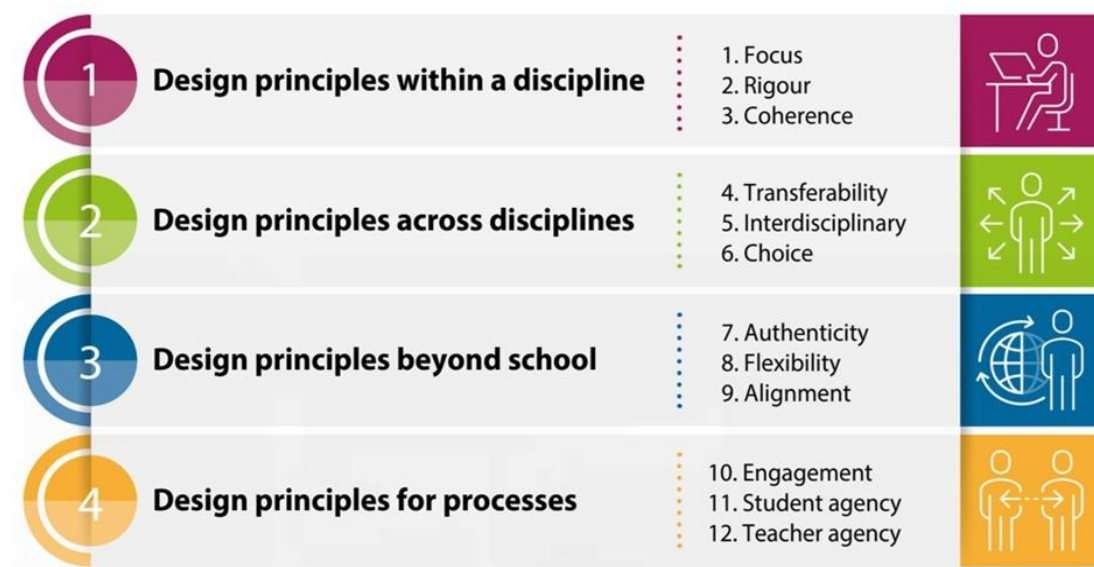 1
Design principles within a discipline
1. Focus
2. Rigour
3. Coherence
2
Design principles across disciplines
4. Transferability
5. Interdisciplinary
6. Choice
3
Design principles beyond school
7. Authenticity
8. Flexibility
9. Alignment
4
Design principles for processes
10. Engagement
11. Student agency
12. Teacher agency